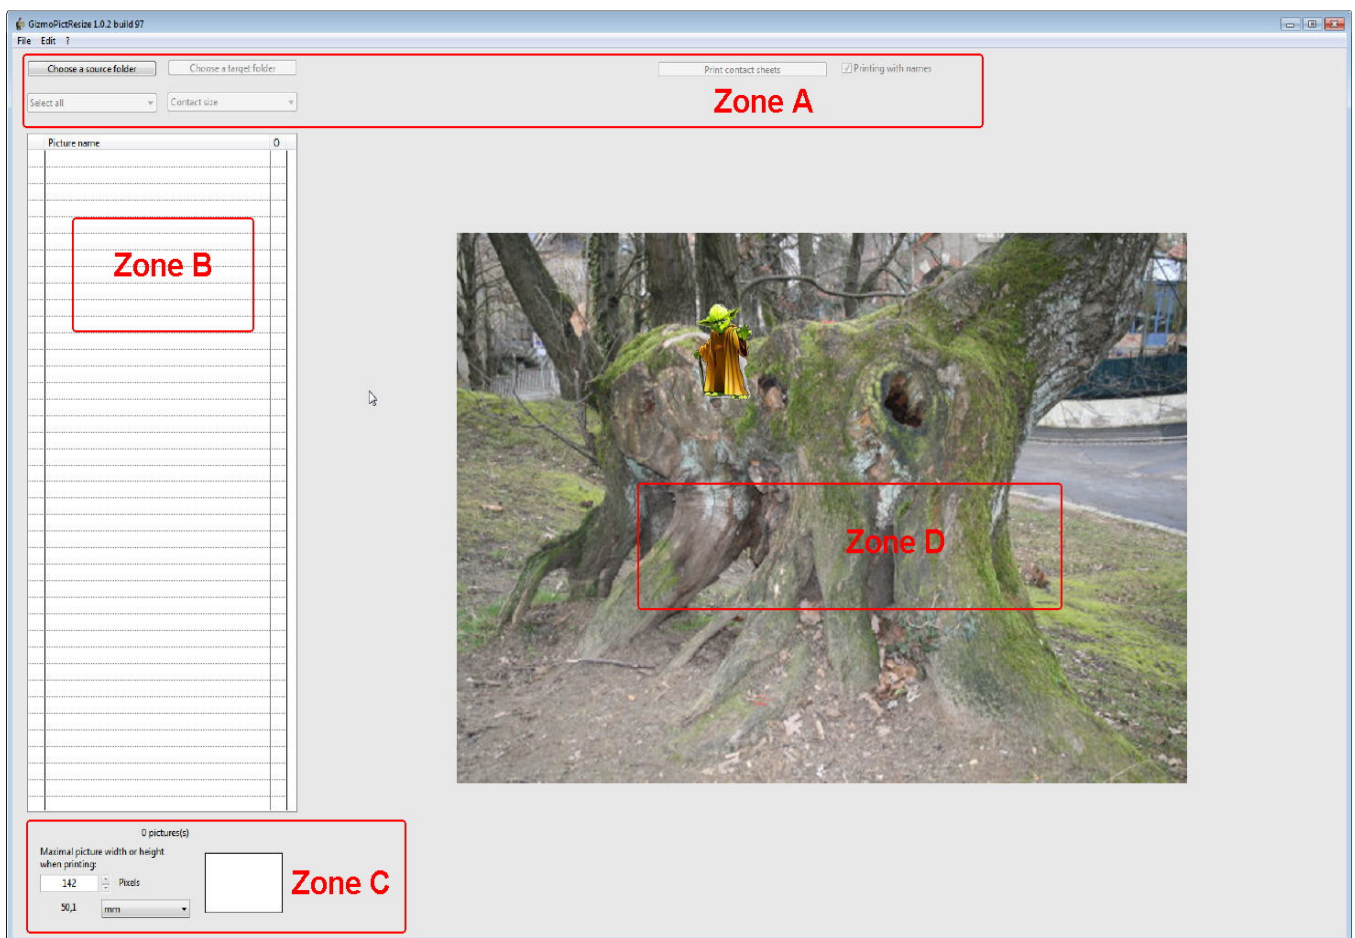 GizmoPictResize 1.0.2 build 97
File Edit ?
Choose a source folder Choose a target folder Print contact sheets Printing with names
Select all Contact size Zone A
Picture name O
Zone B
Zone D
0 pictures(s)
Maximal picture width or height
when printing:
142 Pixels
Zone C
50,1 mm